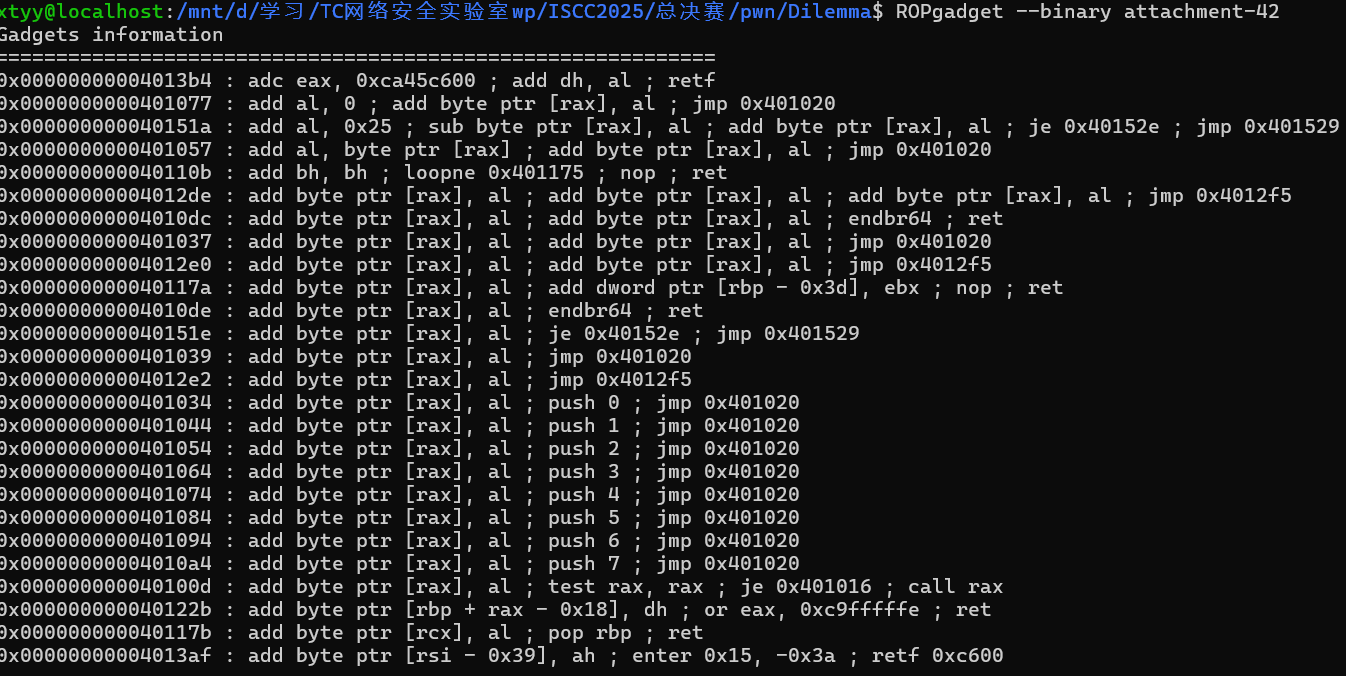 xtyy@localhost:/mnt/d/学习/TC网络安全实验室wp/ISCC2025/总决赛/pwn/Dilemma$ ROPgadget --binary attachment-42
Gadgets information
============================================================
0x00000000004013b4 : adc eax, 0xca45c600 ; add dh, al ; retf
0x0000000000401077 : add al, 0 ; add byte ptr [rax], al ; jmp 0x401020
0x000000000040151a : add al, 0x25 ; sub byte ptr [rax], al ; add byte ptr [rax], al ; je 0x40152e ; jmp 0x401529
0x0000000000401057 : add al, byte ptr [rax] ; add byte ptr [rax], al ; jmp 0x401020
0x000000000040110b : add bh, bh ; loopne 0x401175 ; nop ; ret
0x00000000004012de : add byte ptr [rax], al ; add byte ptr [rax], al ; add byte ptr [rax], al ; jmp 0x4012f5
0x00000000004010dc : add byte ptr [rax], al ; add byte ptr [rax], al ; endbr64 ; ret
0x0000000000401037 : add byte ptr [rax], al ; add byte ptr [rax], al ; jmp 0x401020
0x00000000004012e0 : add byte ptr [rax], al ; add byte ptr [rax], al ; jmp 0x4012f5
0x000000000040117a : add byte ptr [rax], al ; add dword ptr [rbp - 0x3d], ebx ; nop ; ret
0x00000000004010de : add byte ptr [rax], al ; endbr64 ; ret
0x000000000040151e : add byte ptr [rax], al ; je 0x40152e ; jmp 0x401529
0x0000000000401039 : add byte ptr [rax], al ; jmp 0x401020
0x00000000004012e2 : add byte ptr [rax], al ; jmp 0x4012f5
0x0000000000401034 : add byte ptr [rax], al ; push 0 ; jmp 0x401020
0x0000000000401044 : add byte ptr [rax], al ; push 1 ; jmp 0x401020
0x0000000000401054 : add byte ptr [rax], al ; push 2 ; jmp 0x401020
0x0000000000401064 : add byte ptr [rax], al ; push 3 ; jmp 0x401020
0x0000000000401074 : add byte ptr [rax], al ; push 4 ; jmp 0x401020
0x0000000000401084 : add byte ptr [rax], al ; push 5 ; jmp 0x401020
0x0000000000401094 : add byte ptr [rax], al ; push 6 ; jmp 0x401020
0x00000000004010a4 : add byte ptr [rax], al ; push 7 ; jmp 0x401020
0x000000000040100d : add byte ptr [rax], al ; test rax, rax ; je 0x401016 ; call rax
0x000000000040122b : add byte ptr [rbp + rax - 0x18], dh ; or eax, 0xc9fffffe ; ret
0x000000000040117b : add byte ptr [rcx], al ; pop rbp ; ret
0x00000000004013af : add byte ptr [rsi - 0x39], ah ; enter 0x15, -0x3a ; retf 0xc600